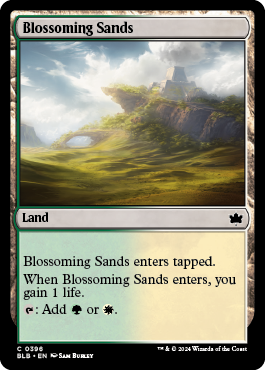 Blossoming Sands
Land
Blossoming Sands enters tapped.
When Blossoming Sands enters, you
gain 1 life.
: Add or .
C 0396
BLB • EN Sam Burley
™ & © 2024 Wizards of the Coast